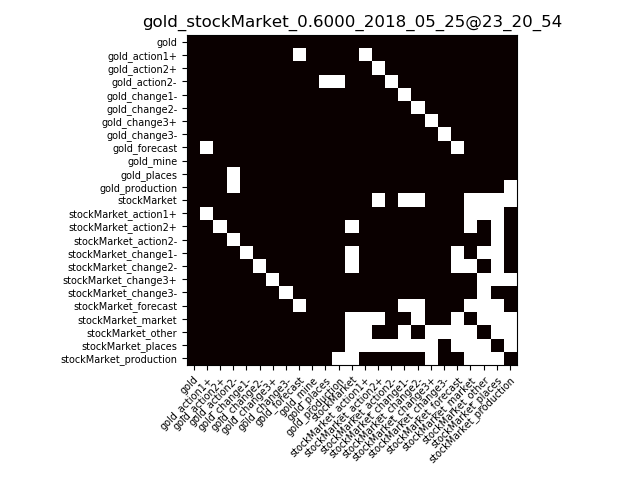 gold_stockMarket_0.6000_2018_05_25@23_20_54
gold
gold_action1+
gold_action2+
gold_action2-
gold_change1-
gold_change2-
gold_change3+
gold_change3-
gold_forecast
gold_mine
gold_places
gold_production
stockMarket
stockMarket_action1+
stockMarket_action2+
stockMarket_action2-
stockMarket_change1-
stockMarket_change2-
stockMarket_change3+
stockMarket_change3-
stockMarket_forecast
stockMarket_market
stockMarket_other
stockMarket_places
stockMarket_production
gold
gold_action1+
gold_action2+
gold_action2-
gold_change1-
gold_change2-
gold_change3+
gold_change3-
gold_forecast
gold_mine
gold_places
gold_production
stockMarket
stockMarket_action1+
stockMarket_action2+
stockMarket_action2-
stockMarket_change1-
stockMarket_change2-
stockMarket_change3+
stockMarket_change3-
stockMarket_forecast
stockMarket_market
stockMarket_other
stockMarket_places
stockMarket_production